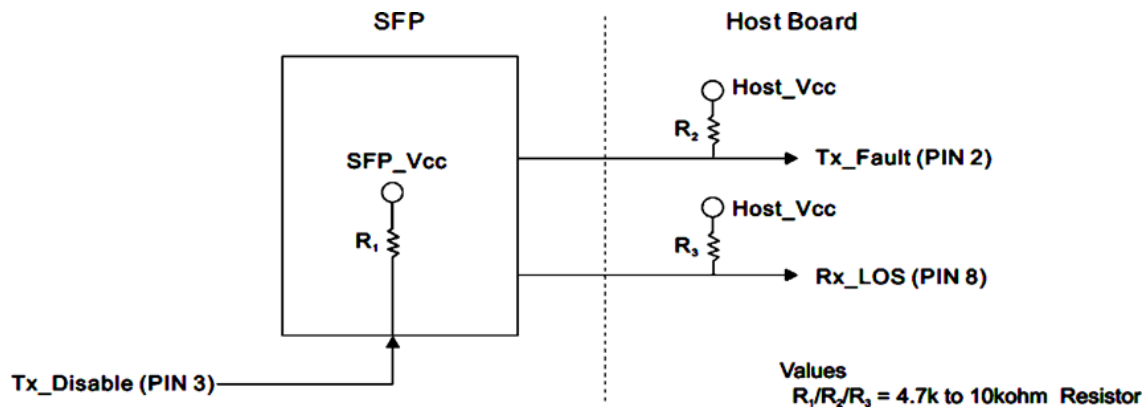 SFP
Host Board
Host_Vcc
R₂
Tx_Fault (PIN 2)
SFP_Vcc
Host_Vcc
R₁
R₃
Rx_LOS (PIN 8)
Tx_Disable (PIN 3)
Values
R₁/R₂/R₃ = 4.7k to 10kohm Resistor